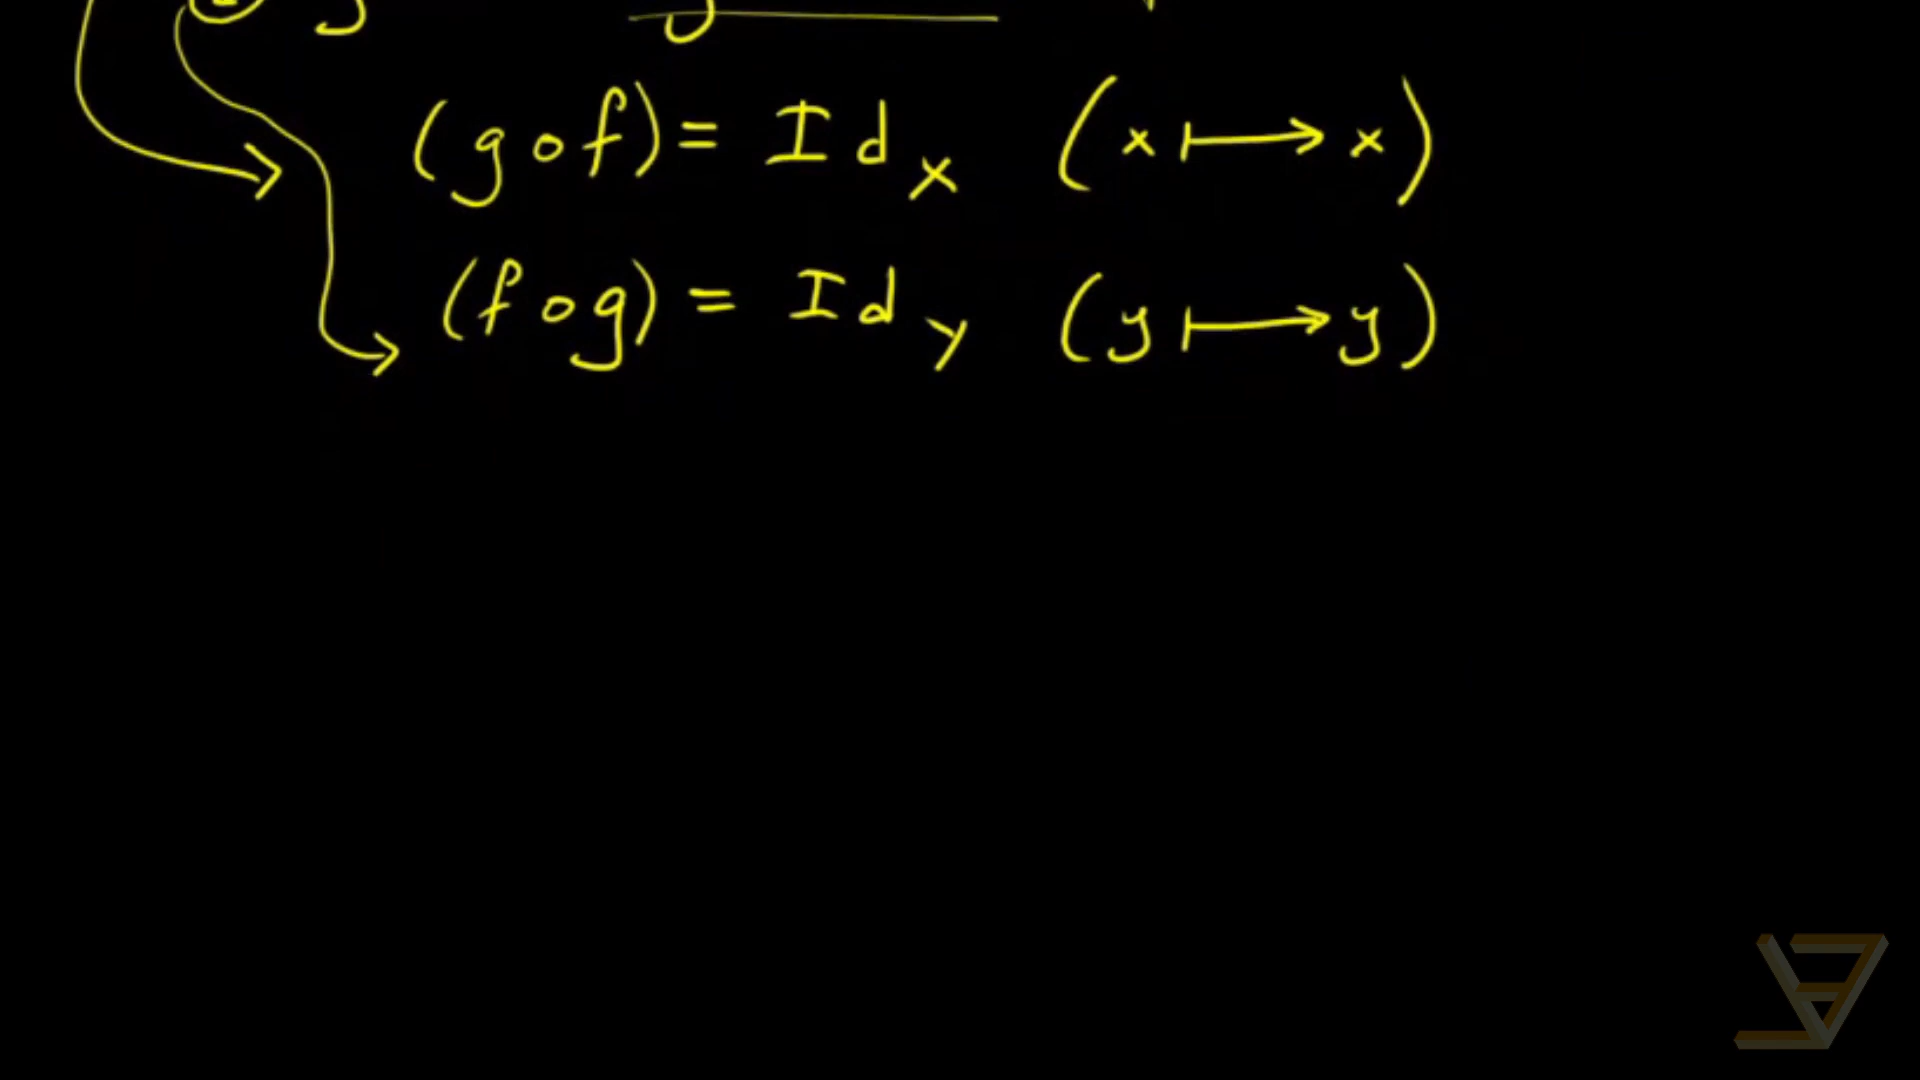 (g∘f) = Id_X (x ⟼ x)
(f∘g) = Id_Y (y ⟼ y)